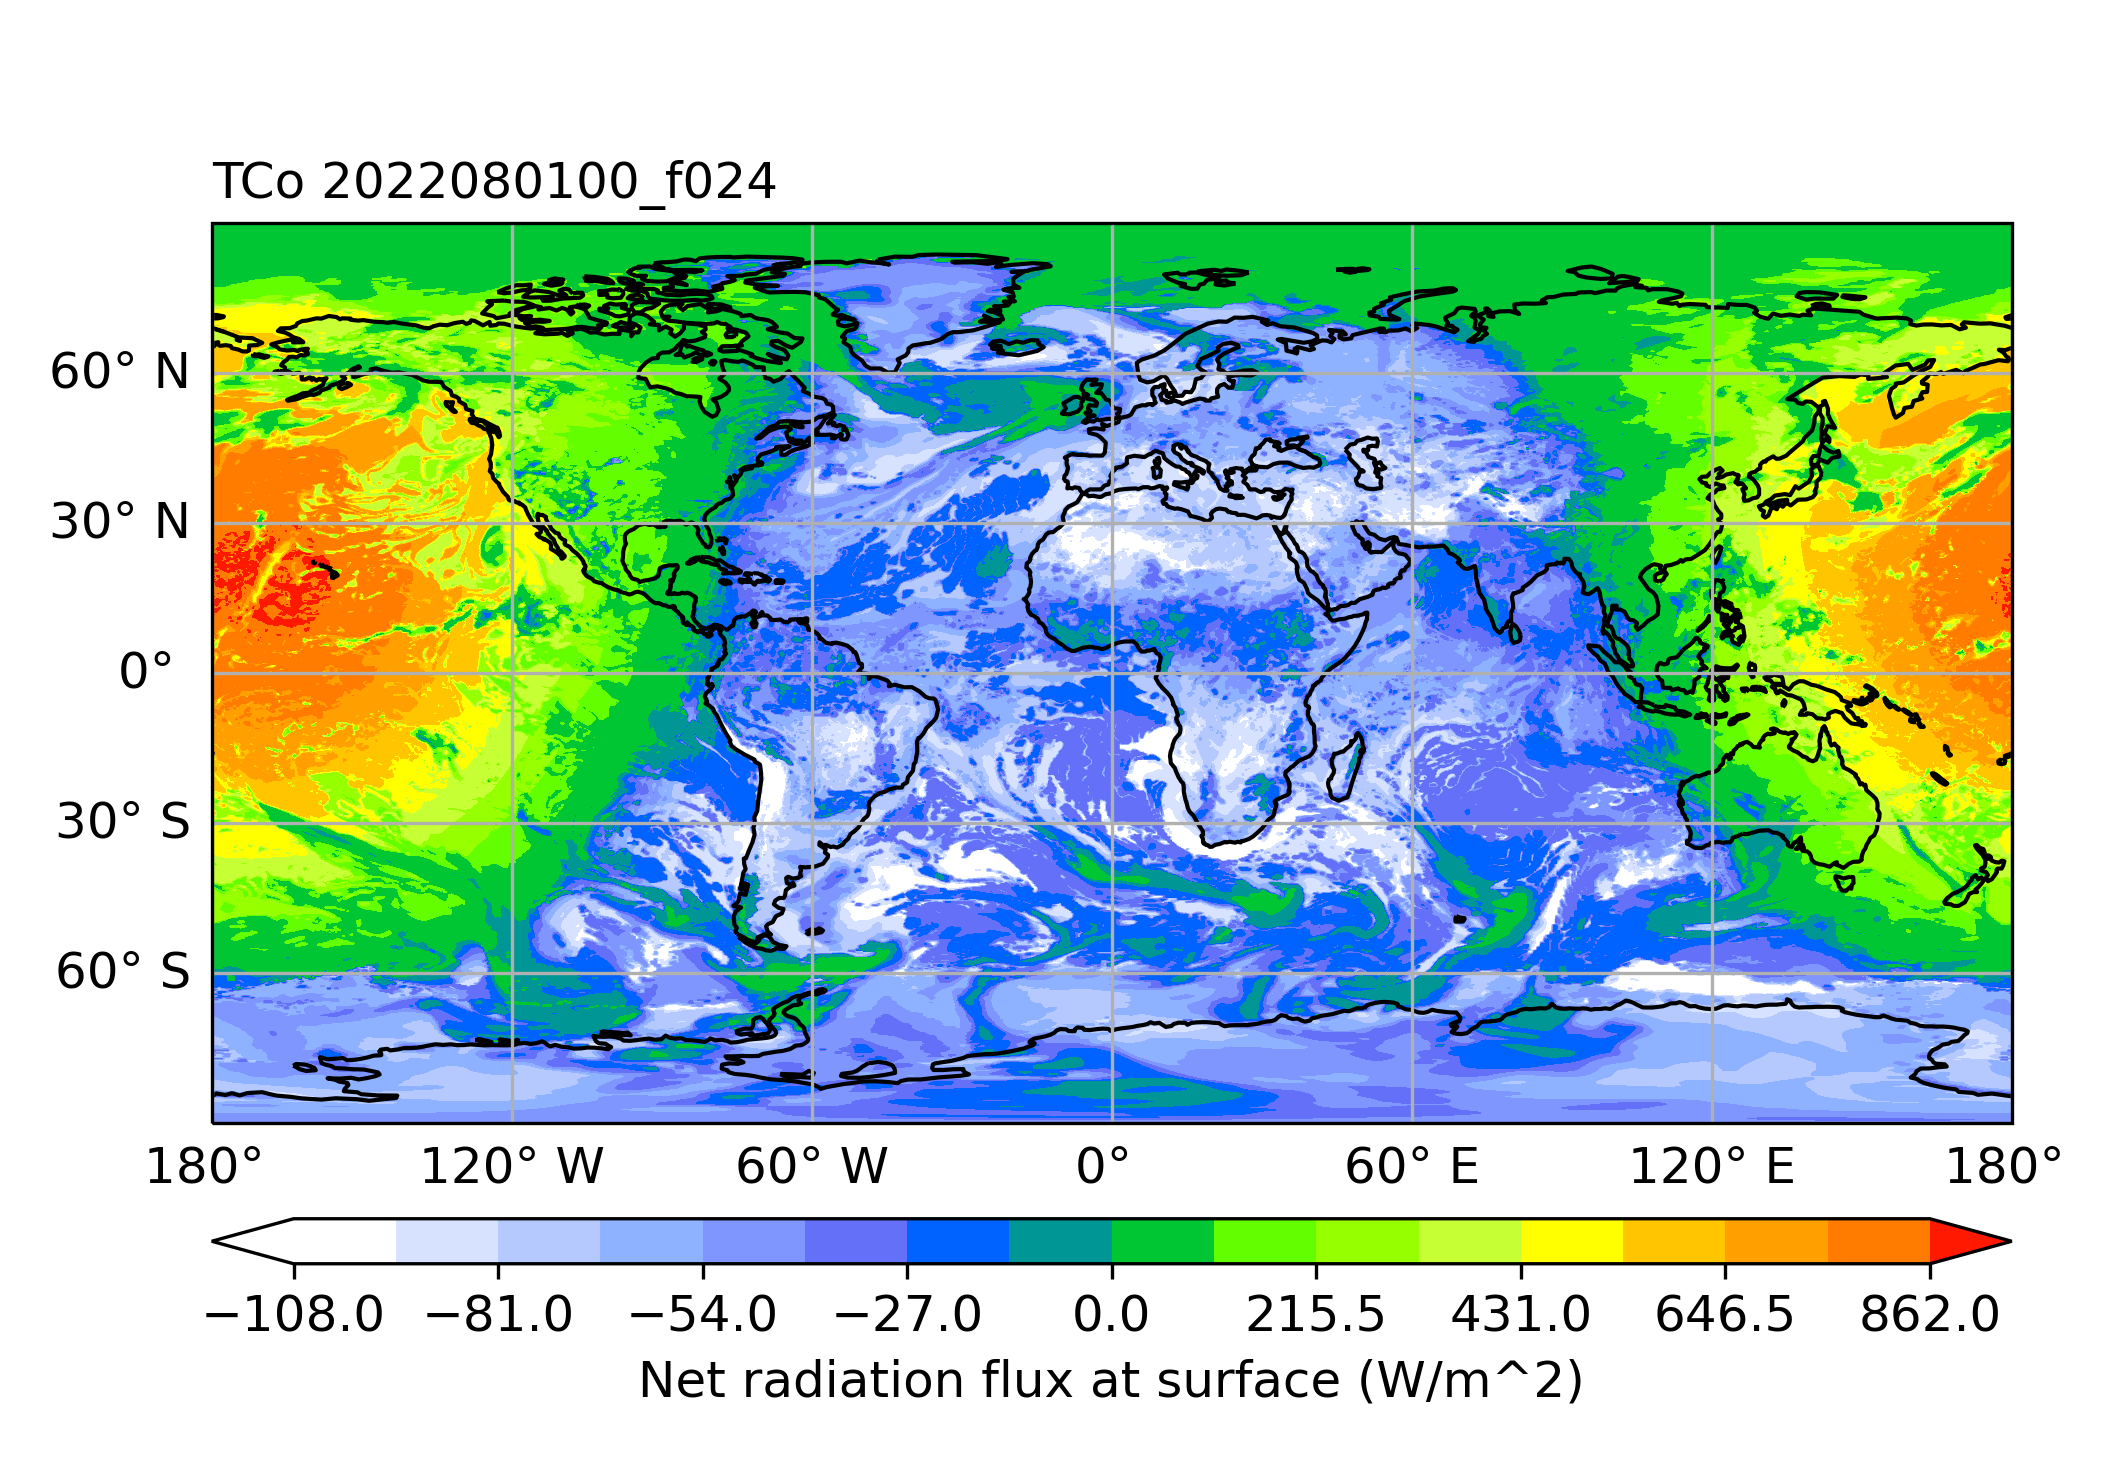 TCo 2022080100_f024
60° N
30° N
0°
30° S
60° S
180° 120° W 60° W 0° 60° E 120° E 180°
−108.0 −81.0 −54.0 −27.0 0.0 215.5 431.0 646.5 862.0
Net radiation flux at surface (W/m^2)